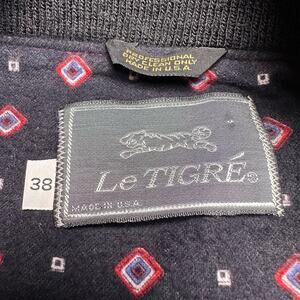 PROFESSIONAL
DRY CLEAN ONLY
MADE IN U.S.A.
Le TIGRÉ®
38
MADE IN U.S.A.